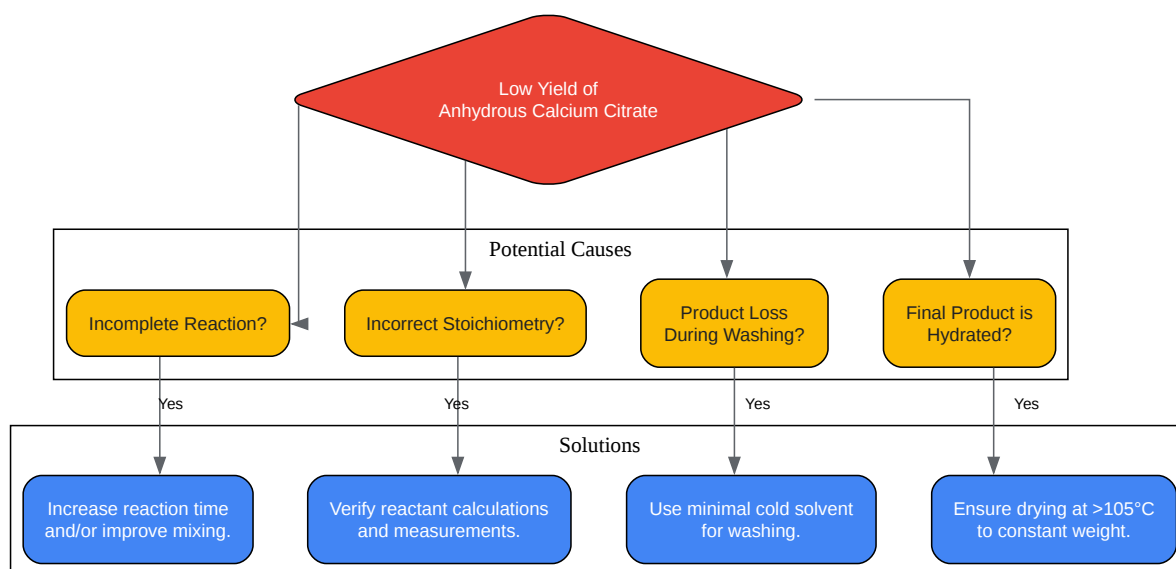 Low Yield of
Anhydrous Calcium Citrate
Potential Causes
Incomplete Reaction?
Incorrect Stoichiometry?
Product Loss
During Washing?
Final Product is
Hydrated?
Yes
Yes
Yes
Yes
Solutions
Increase reaction time
and/or improve mixing.
Verify reactant calculations
and measurements.
Use minimal cold solvent
for washing.
Ensure drying at >105°C
to constant weight.